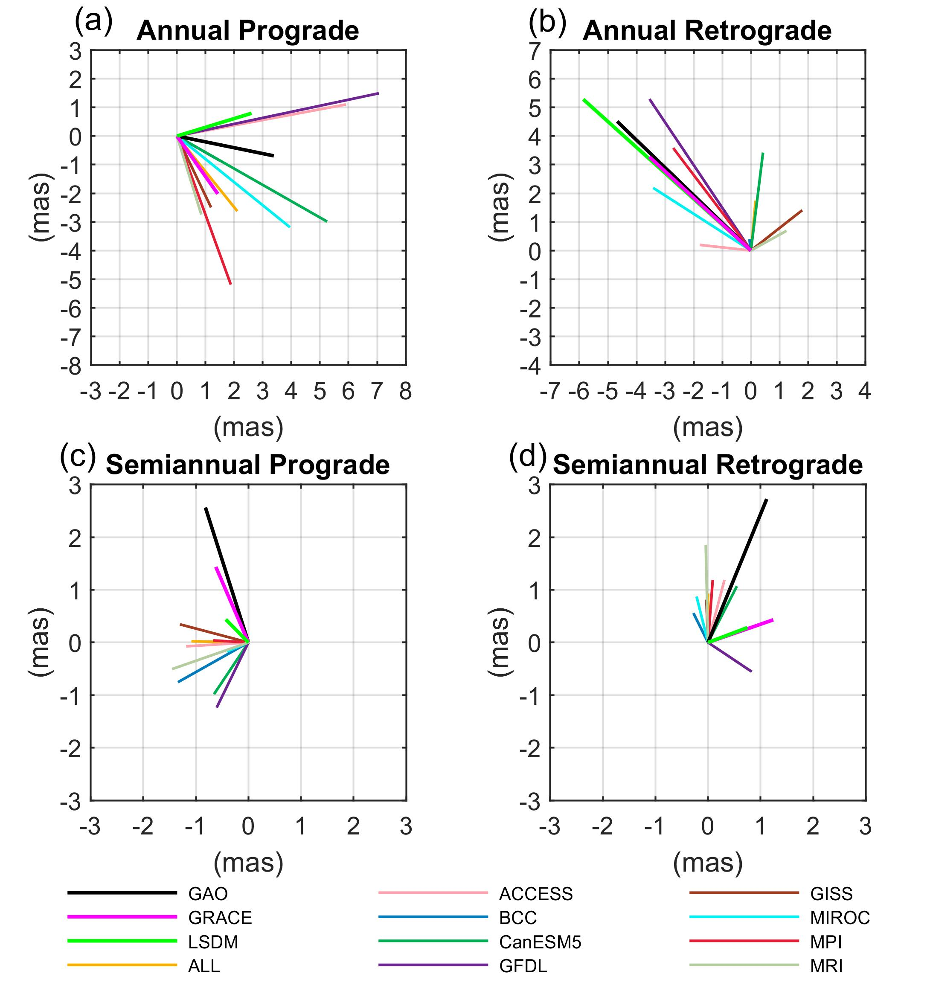 (a) Annual Prograde
3
2
1
0
-1
-2
-3
-4
-5
-6
-7
-8
(mas)
-3 -2 -1 0 1 2 3 4 5 6 7 8
(mas)
(b) Annual Retrograde
7
6
5
4
3
2
1
0
-1
-2
-3
-4
(mas)
-7 -6 -5 -4 -3 -2 -1 0 1 2 3 4
(mas)
(c) Semiannual Prograde
3
2
1
0
-1
-2
-3
(mas)
-3 -2 -1 0 1 2 3
(mas)
(d) Semiannual Retrograde
3
2
1
0
-1
-2
-3
(mas)
-3 -2 -1 0 1 2 3
(mas)
GAO ACCESS GISS
GRACE BCC MIROC
LSDM CanESM5 MPI
ALL GFDL MRI